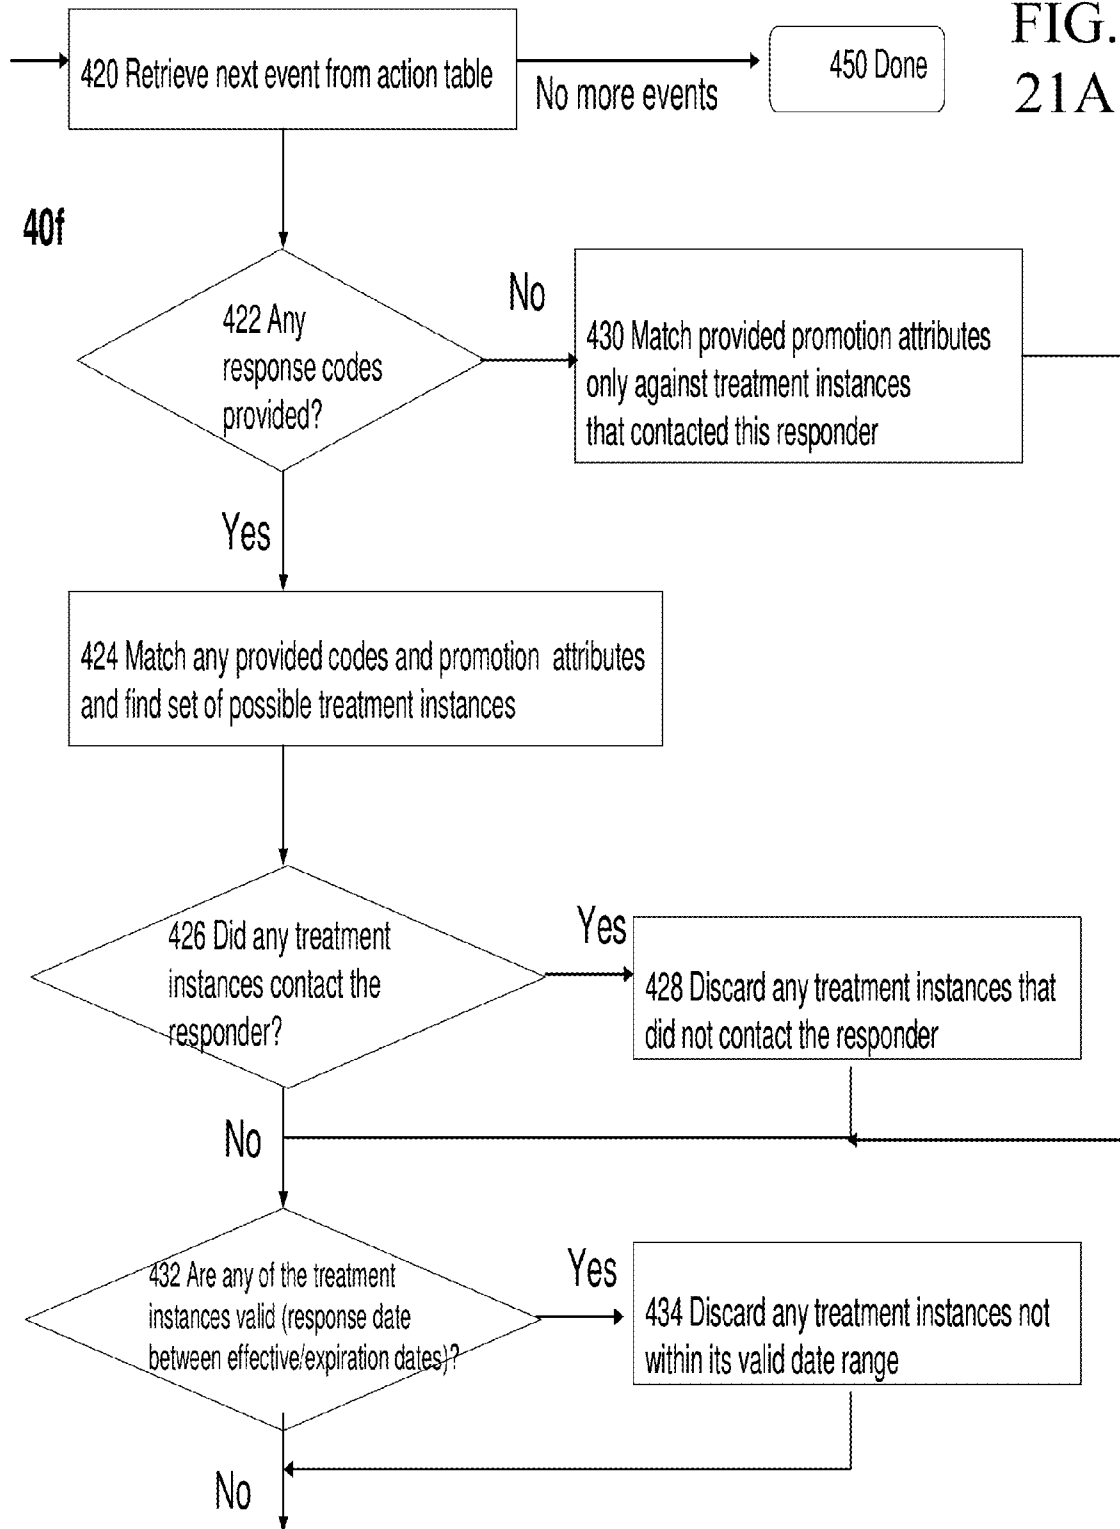 FIG.
21A
420 Retrieve next event from action table
No more events
450 Done
40f
422 Any
response codes
provided?
No
430 Match provided promotion attributes
only against treatment instances
that contacted this responder
Yes
424 Match any provided codes and promotion attributes
and find set of possible treatment instances
426 Did any treatment
instances contact the
responder?
Yes
428 Discard any treatment instances that
did not contact the responder
No
432 Are any of the treatment
instances valid (response date
between effective/expiration dates)?
Yes
434 Discard any treatment instances not
within its valid date range
No